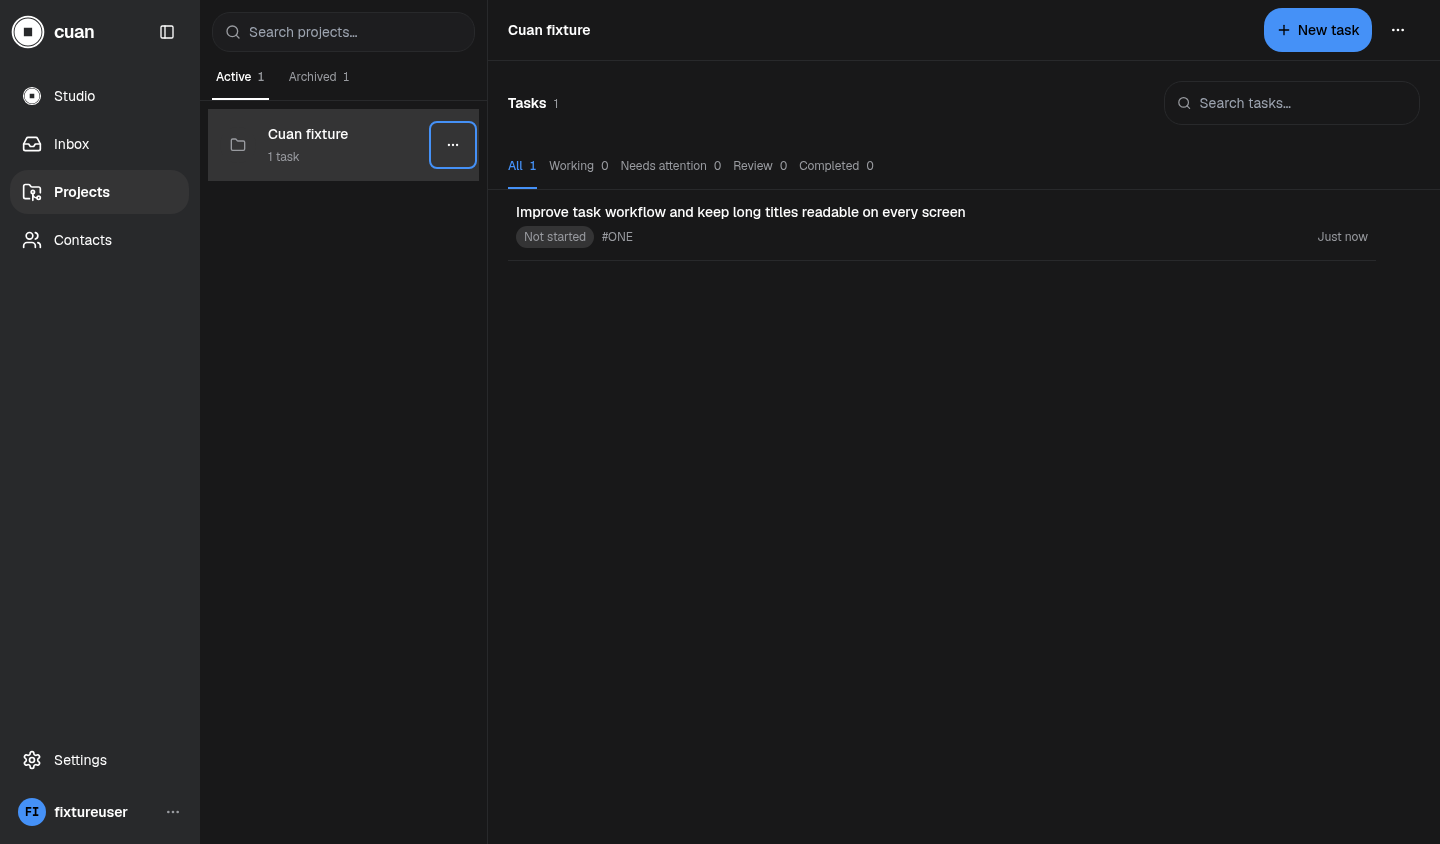 cuan
Studio
Inbox
Projects
Contacts
Settings
FI
fixtureuser
Search projects...
Active 1
Archived 1
Cuan fixture
1 task
Cuan fixture
New task
Tasks 1
Search tasks...
All 1
Working 0
Needs attention 0
Review 0
Completed 0
Improve task workflow and keep long titles readable on every screen
Not started
#ONE
Just now